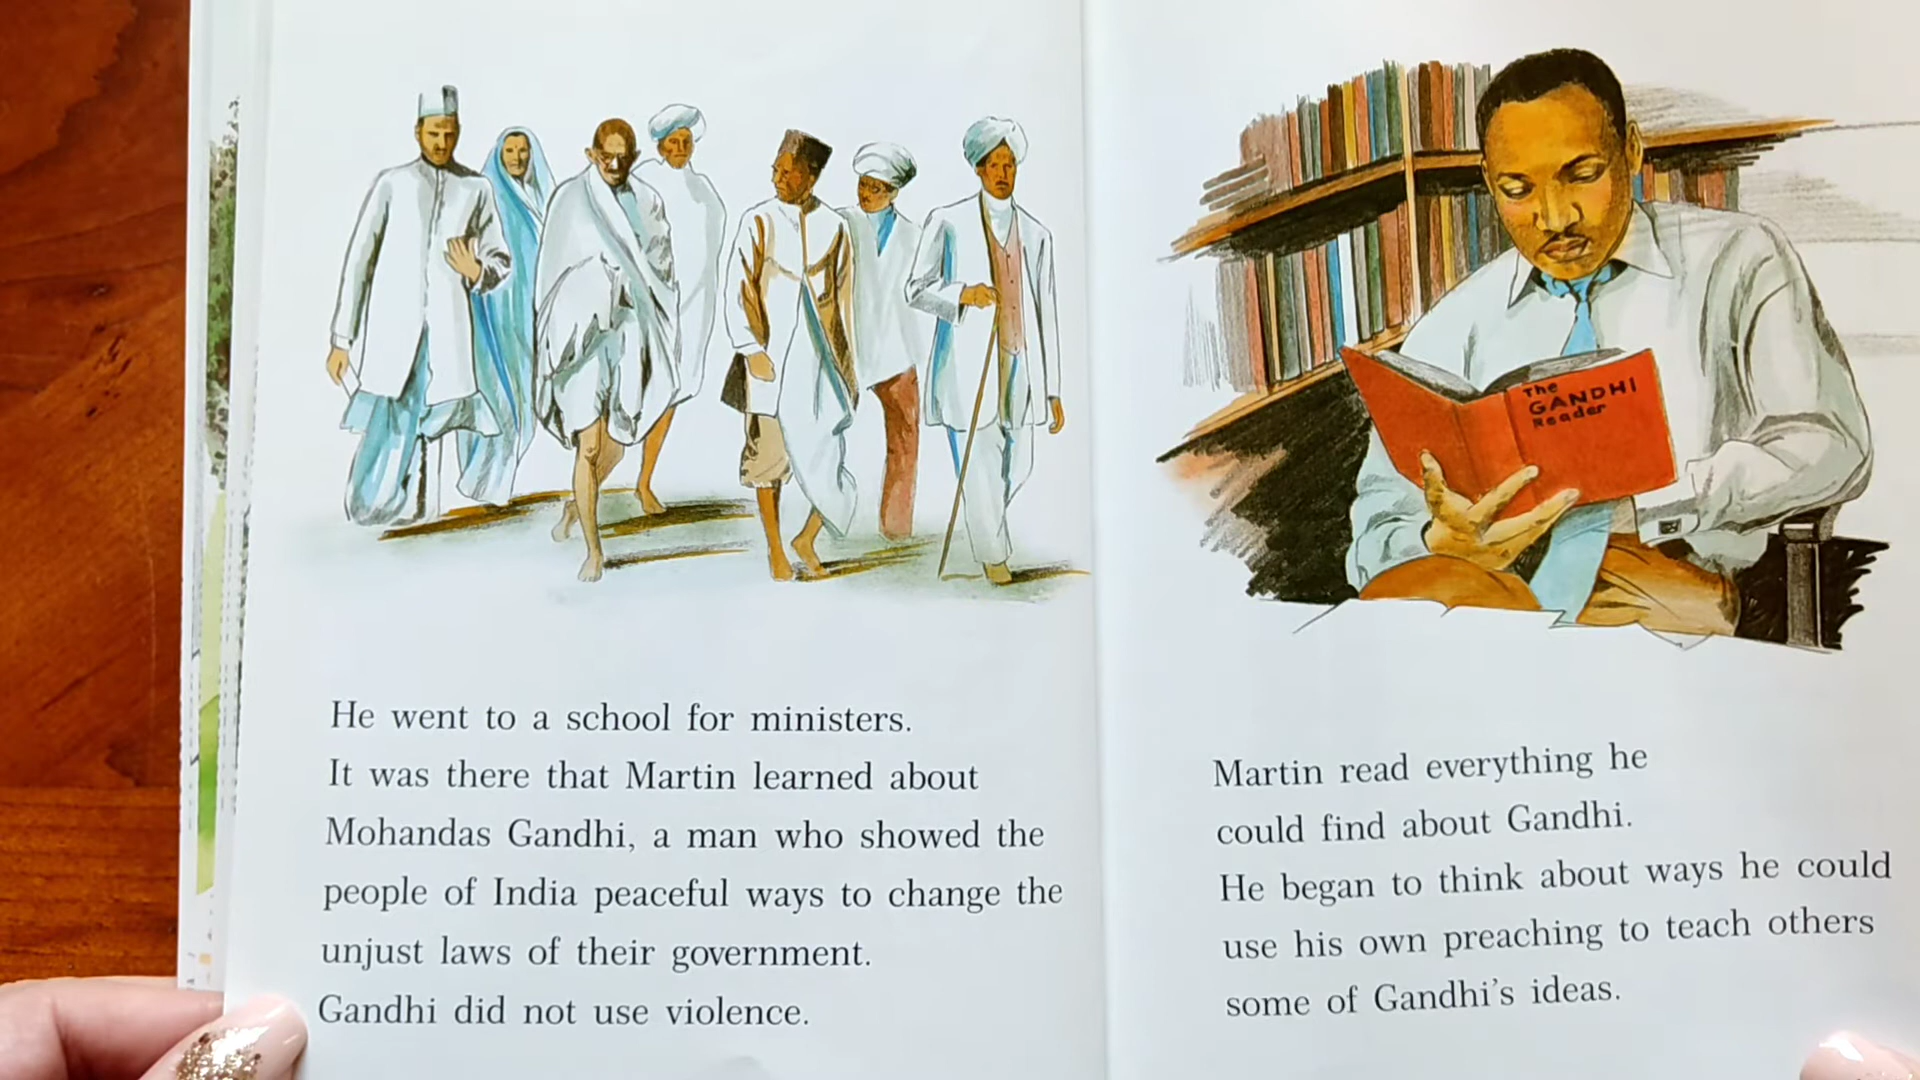 He went to a school for ministers.
It was there that Martin learned about
Mohandas Gandhi, a man who showed the
people of India peaceful ways to change the
unjust laws of their government.
Gandhi did not use violence.
The
GANDHI
Reader
Martin read everything he
could find about Gandhi.
He began to think about ways he could
use his own preaching to teach others
some of Gandhi's ideas.